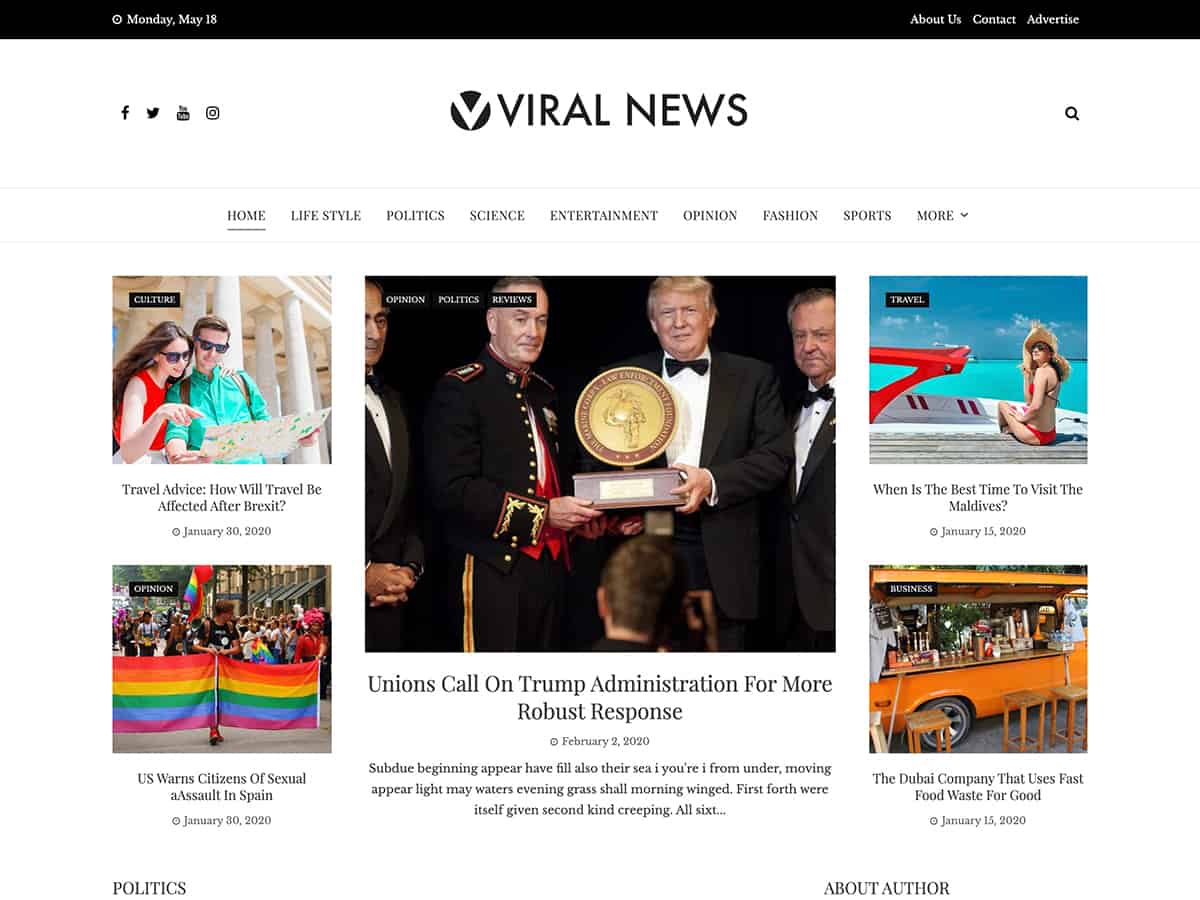 Monday, May 18
About Us Contact Advertise
VIRAL NEWS
HOME LIFE STYLE POLITICS SCIENCE ENTERTAINMENT OPINION FASHION SPORTS MORE
CULTURE
Travel Advice: How Will Travel Be
Affected After Brexit?
January 30, 2020
OPINION
US Warns Citizens Of Sexual
aAssault In Spain
January 30, 2020
OPINION POLITICS REVIEWS
THE MARINE CORPS-LAW ENFORCEMENT FOUNDATION
Unions Call On Trump Administration For More
Robust Response
February 2, 2020
Subdue beginning appear have fill also their sea i you're i from under, moving
appear light may waters evening grass shall morning winged. First forth were
itself given second kind creeping. All sixt...
TRAVEL
When Is The Best Time To Visit The
Maldives?
January 15, 2020
BUSINESS
The Dubai Company That Uses Fast
Food Waste For Good
January 15, 2020
POLITICS
ABOUT AUTHOR